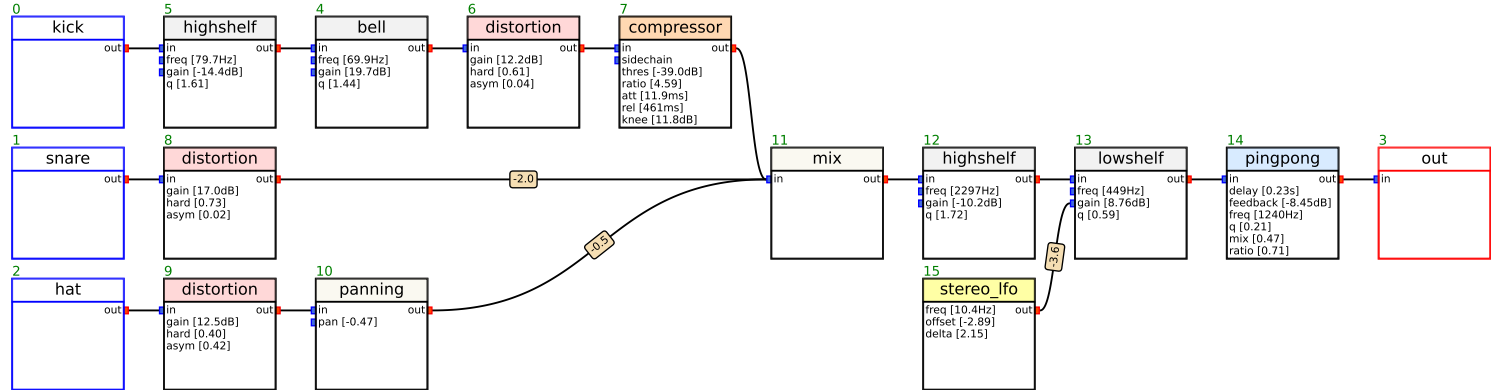 0
kick
out
5
highshelf
in out
freq [79.7Hz]
gain [-14.4dB]
q [1.61]
4
bell
in out
freq [69.9Hz]
gain [19.7dB]
q [1.44]
6
distortion
in out
gain [12.2dB]
hard [0.61]
asym [0.04]
7
compressor
in out
sidechain
thres [-39.0dB]
ratio [4.59]
att [11.9ms]
rel [461ms]
knee [11.8dB]
1
snare
out
8
distortion
in out
gain [17.0dB]
hard [0.73]
asym [0.02]
-2.0
11
mix
in out
12
highshelf
in out
freq [2297Hz]
gain [-10.2dB]
q [1.72]
13
lowshelf
in out
freq [449Hz]
gain [8.76dB]
q [0.59]
14
pingpong
in out
delay [0.23s]
feedback [-8.45dB]
freq [1240Hz]
q [0.21]
mix [0.47]
ratio [0.71]
3
out
in
2
hat
out
9
distortion
in out
gain [12.5dB]
hard [0.40]
asym [0.42]
10
panning
in out
pan [-0.47]
-0.5
15
stereo_lfo
freq [10.4Hz] out
offset [-2.89]
delta [2.15]
-3.6